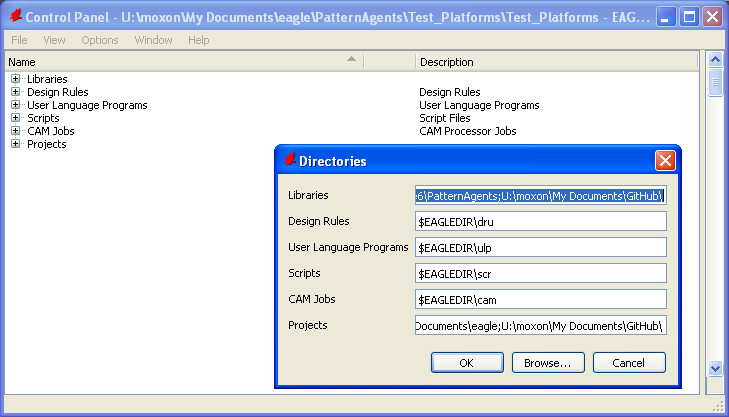 Control Panel - U:\moxon\My Documents\eagle\PatternAgents\Test_Platforms\Test_Platforms - EAG...
File View Options Window Help
Name Description
Libraries
Design Rules Design Rules
User Language Programs User Language Programs
Scripts Script Files
CAM Jobs CAM Processor Jobs
Projects
Directories
Libraries e6\PatternAgents;U:\moxon\My Documents\GitHub\
Design Rules $EAGLEDIR\dru
User Language Programs $EAGLEDIR\ulp
Scripts $EAGLEDIR\scr
CAM Jobs $EAGLEDIR\cam
Projects Documents\eagle;U:\moxon\My Documents\GitHub\
OK Browse... Cancel